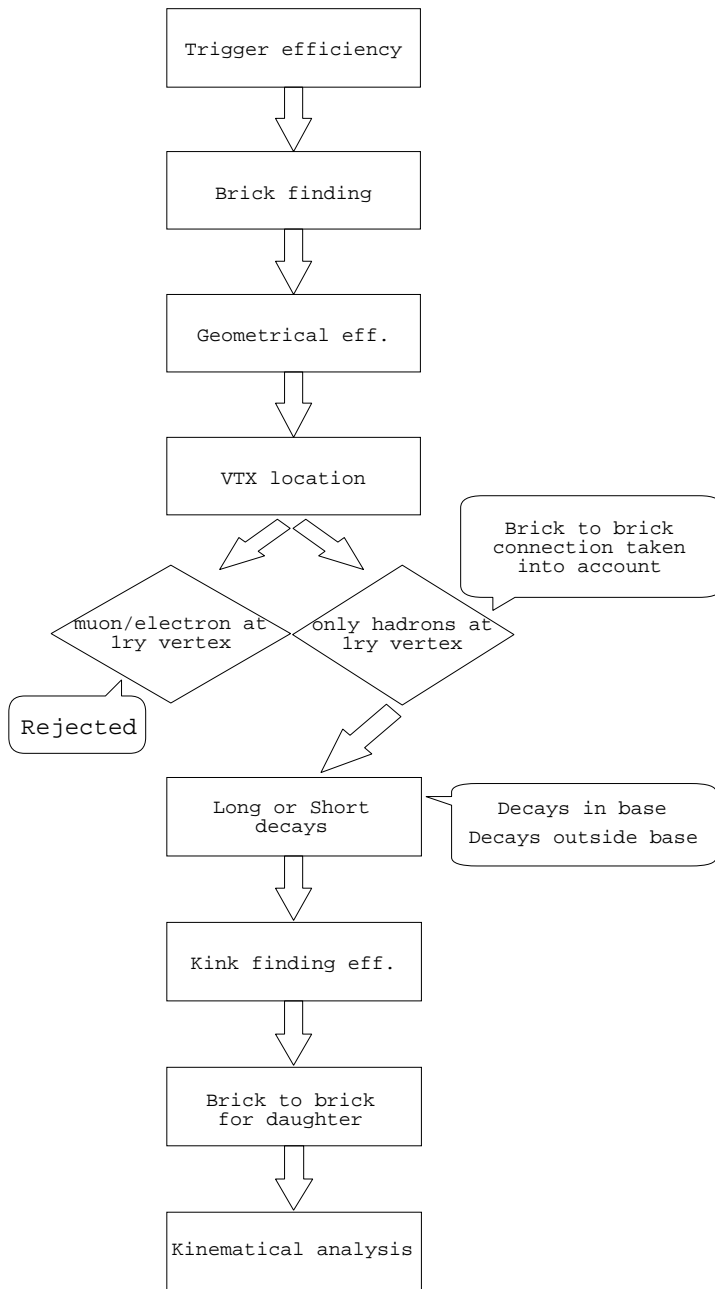 Trigger efficiency
Brick finding
Geometrical eff.
VTX location
Brick to brick
connection taken
into account
muon/electron at
1ry vertex
only hadrons at
1ry vertex
Rejected
Long or Short
decays
Decays in base
Decays outside base
Kink finding eff.
Brick to brick
for daughter
Kinematical analysis